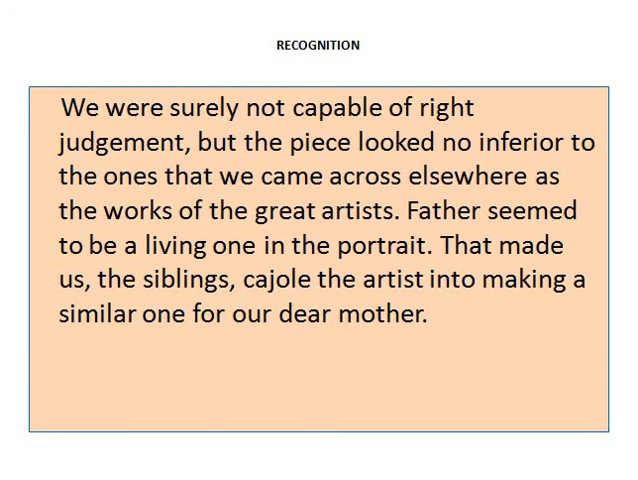 RECOGNITION
We were surely not capable of right
judgement, but the piece looked no inferior to
the ones that we came across elsewhere as
the works of the great artists. Father seemed
to be a living one in the portrait. That made
us, the siblings, cajole the artist into making a
similar one for our dear mother.